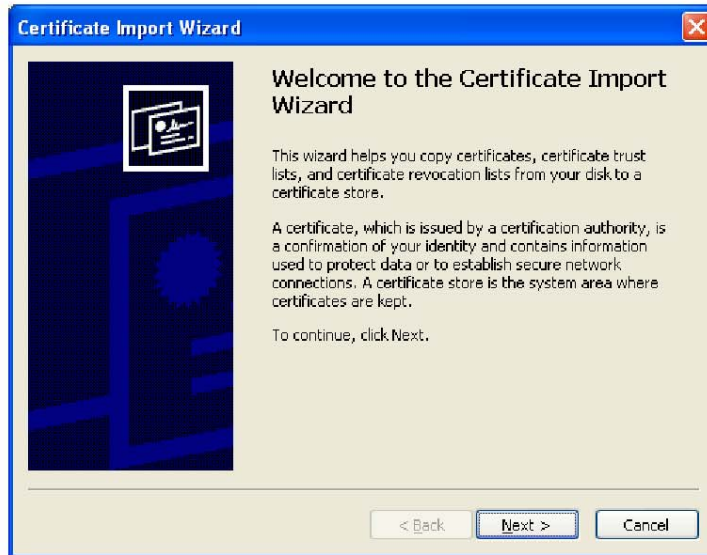 Certificate Import Wizard
Welcome to the Certificate Import
Wizard
This wizard helps you copy certificates, certificate trust
lists, and certificate revocation lists from your disk to a
certificate store.
A certificate, which is issued by a certification authority, is
a confirmation of your identity and contains information
used to protect data or to establish secure network
connections. A certificate store is the system area where
certificates are kept.
To continue, click Next.
< Back
Next >
Cancel